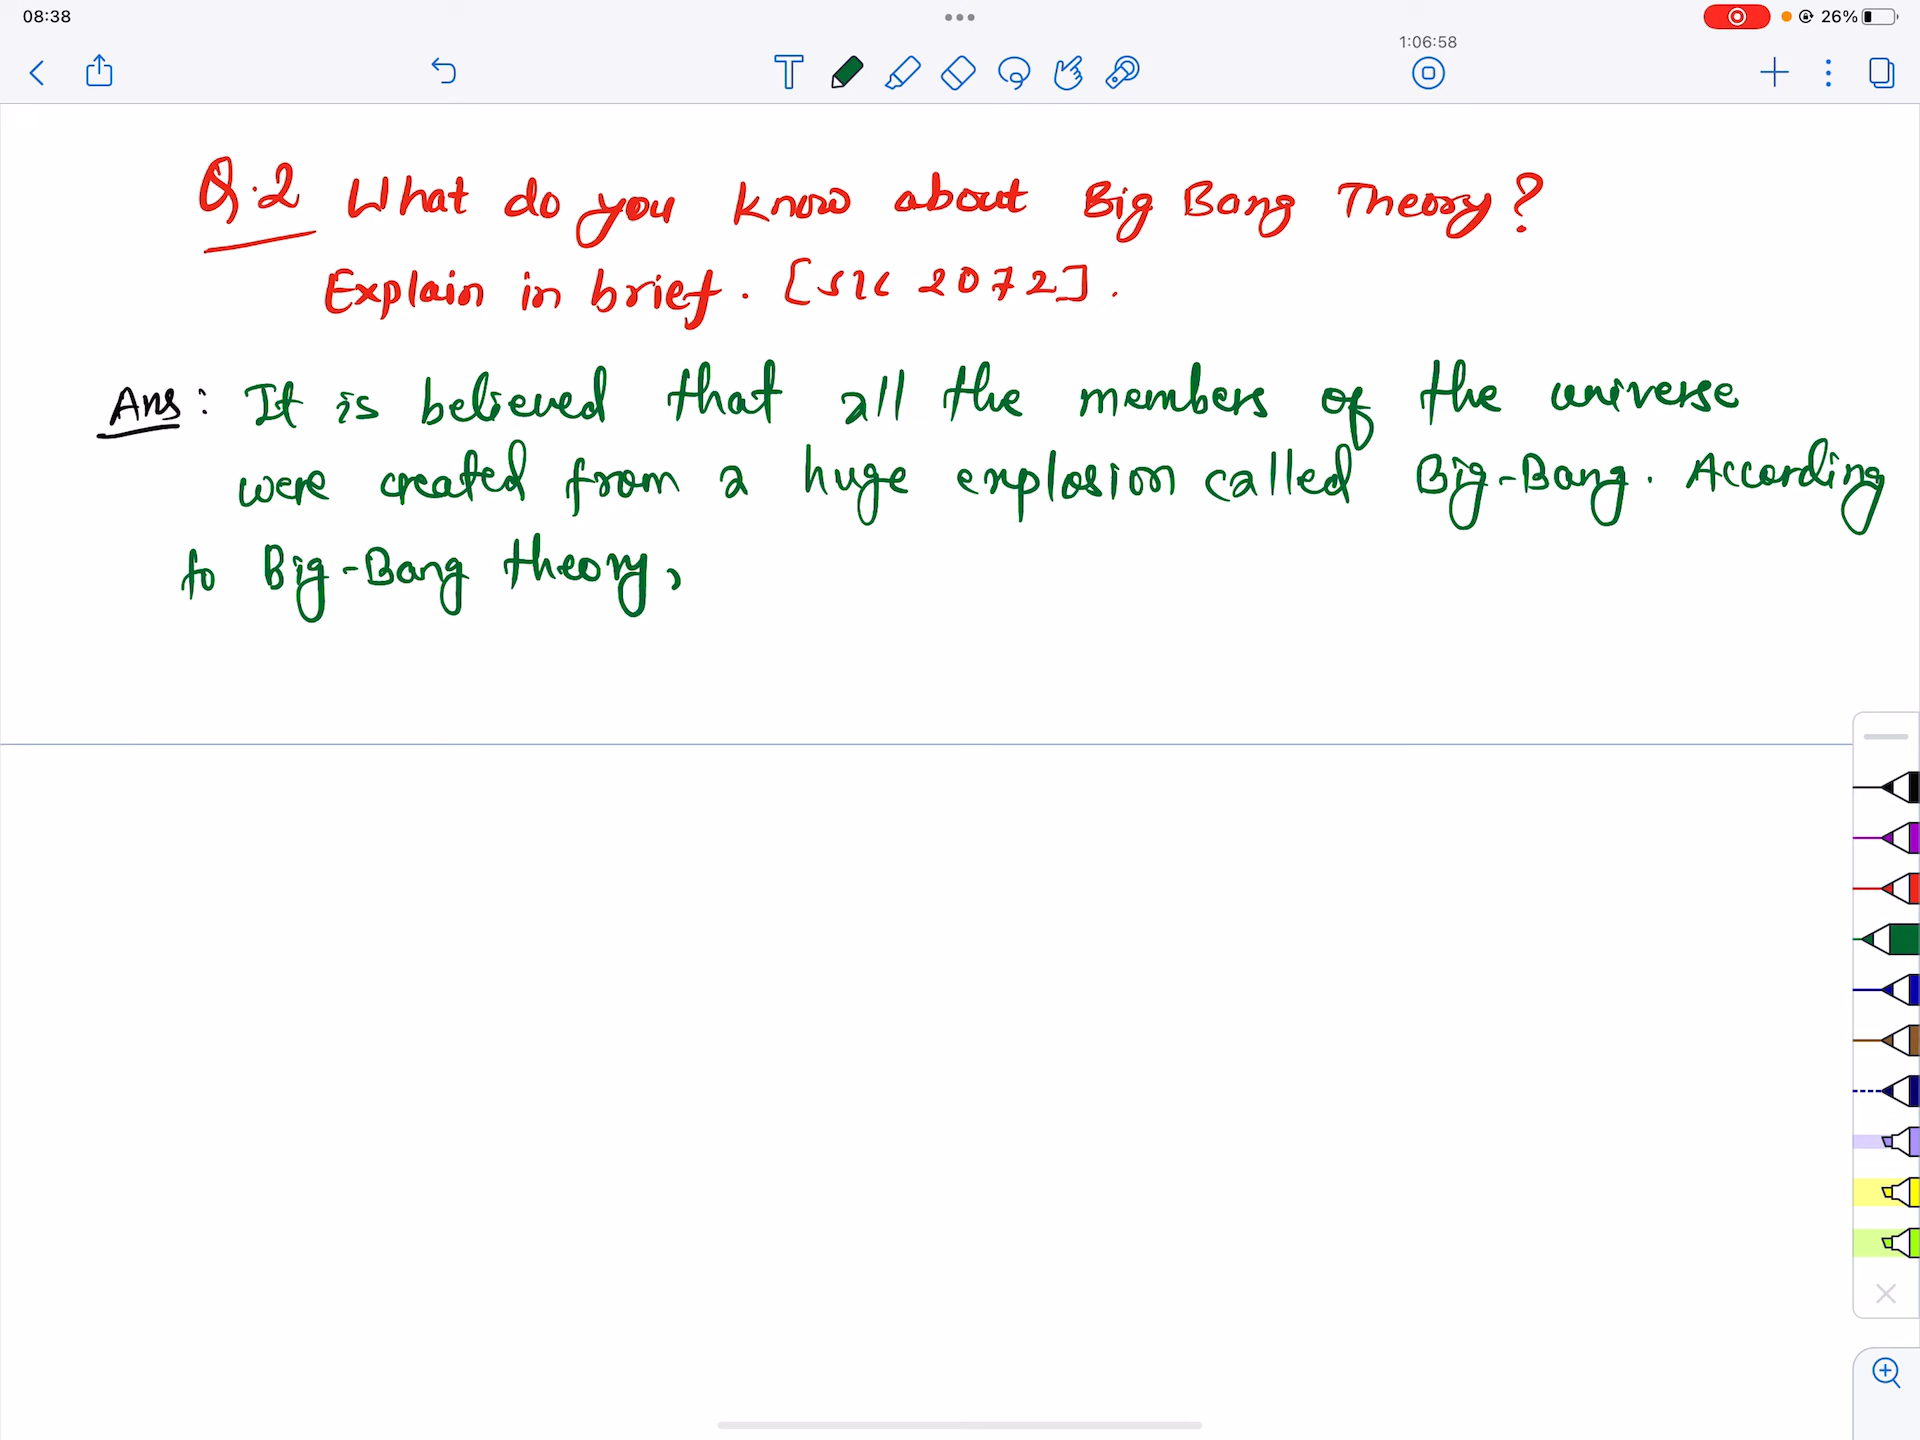 08:38
26%
1:06:58
Q.2 What do you know about Big Bang Theory?
Explain in brief. [SLC 2072].
Ans: It is believed that all the members of the universe
were created from a huge explosion called Big-Bang. According
to Big-Bang theory,